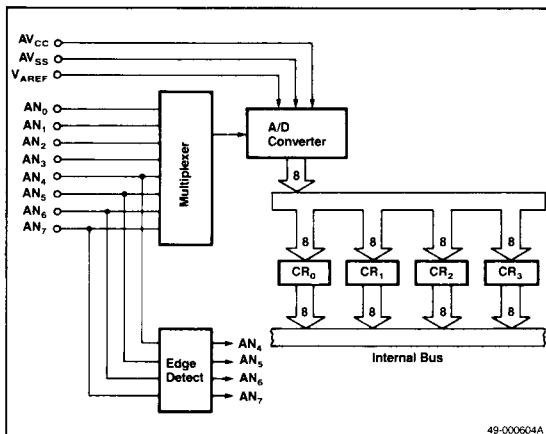 AVCC
AVSS
VAREF
AN0
AN1
AN2
AN3
AN4
AN5
AN6
AN7
Multiplexer
A/D
Converter
8
8
8
8
8
CR0
CR1
CR2
CR3
8
8
8
8
Internal Bus
Edge
Detect
AN4
AN5
AN6
AN7
49-000604A